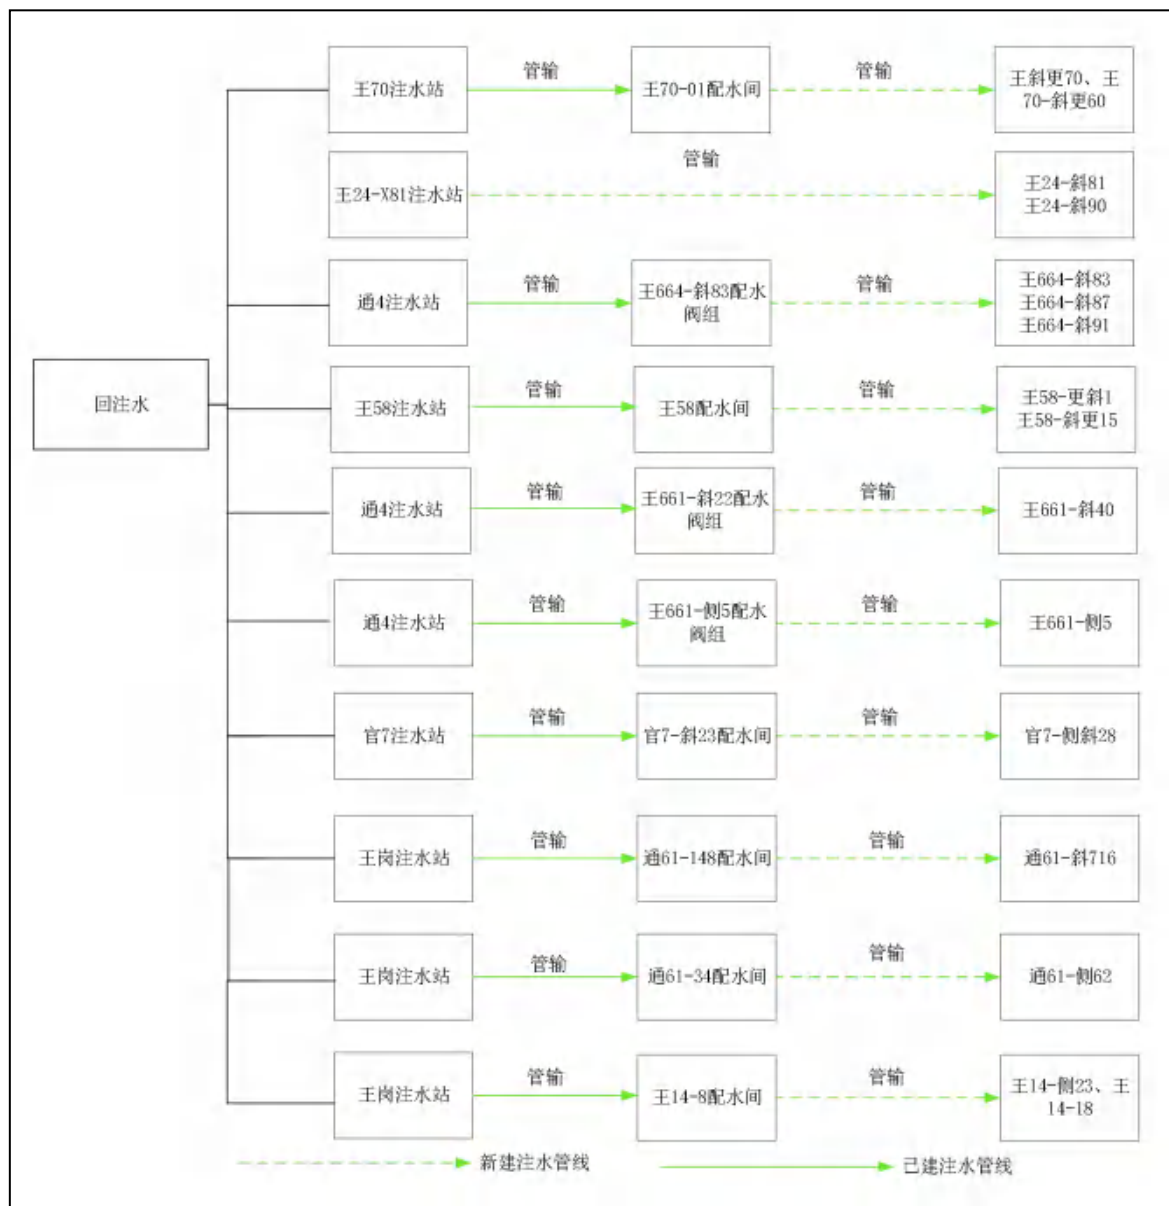 管输
管输
王70注水站
王70-01配水间
王斜更70、王
70-斜更60
管输
王24-X81注水站
王24-斜81
王24-斜90
管输
管输
通4注水站
王664-斜83配水
阀组
王664-斜83
王664-斜87
王664-斜91
回注水
管输
管输
王58注水站
王58配水间
王58-更斜1
王58-斜更15
管输
管输
通4注水站
王661-斜22配水
阀组
王661-斜40
管输
管输
通4注水站
王661-侧5配水
阀组
王661-侧5
管输
管输
官7注水站
官7-斜23配水间
官7-侧斜28
管输
管输
王岗注水站
通61-148配水间
通61-斜716
管输
管输
王岗注水站
通61-34配水间
通61-侧62
管输
管输
王岗注水站
王14-8配水间
王14-侧23、王
14-18
新建注水管线
己建注水管线